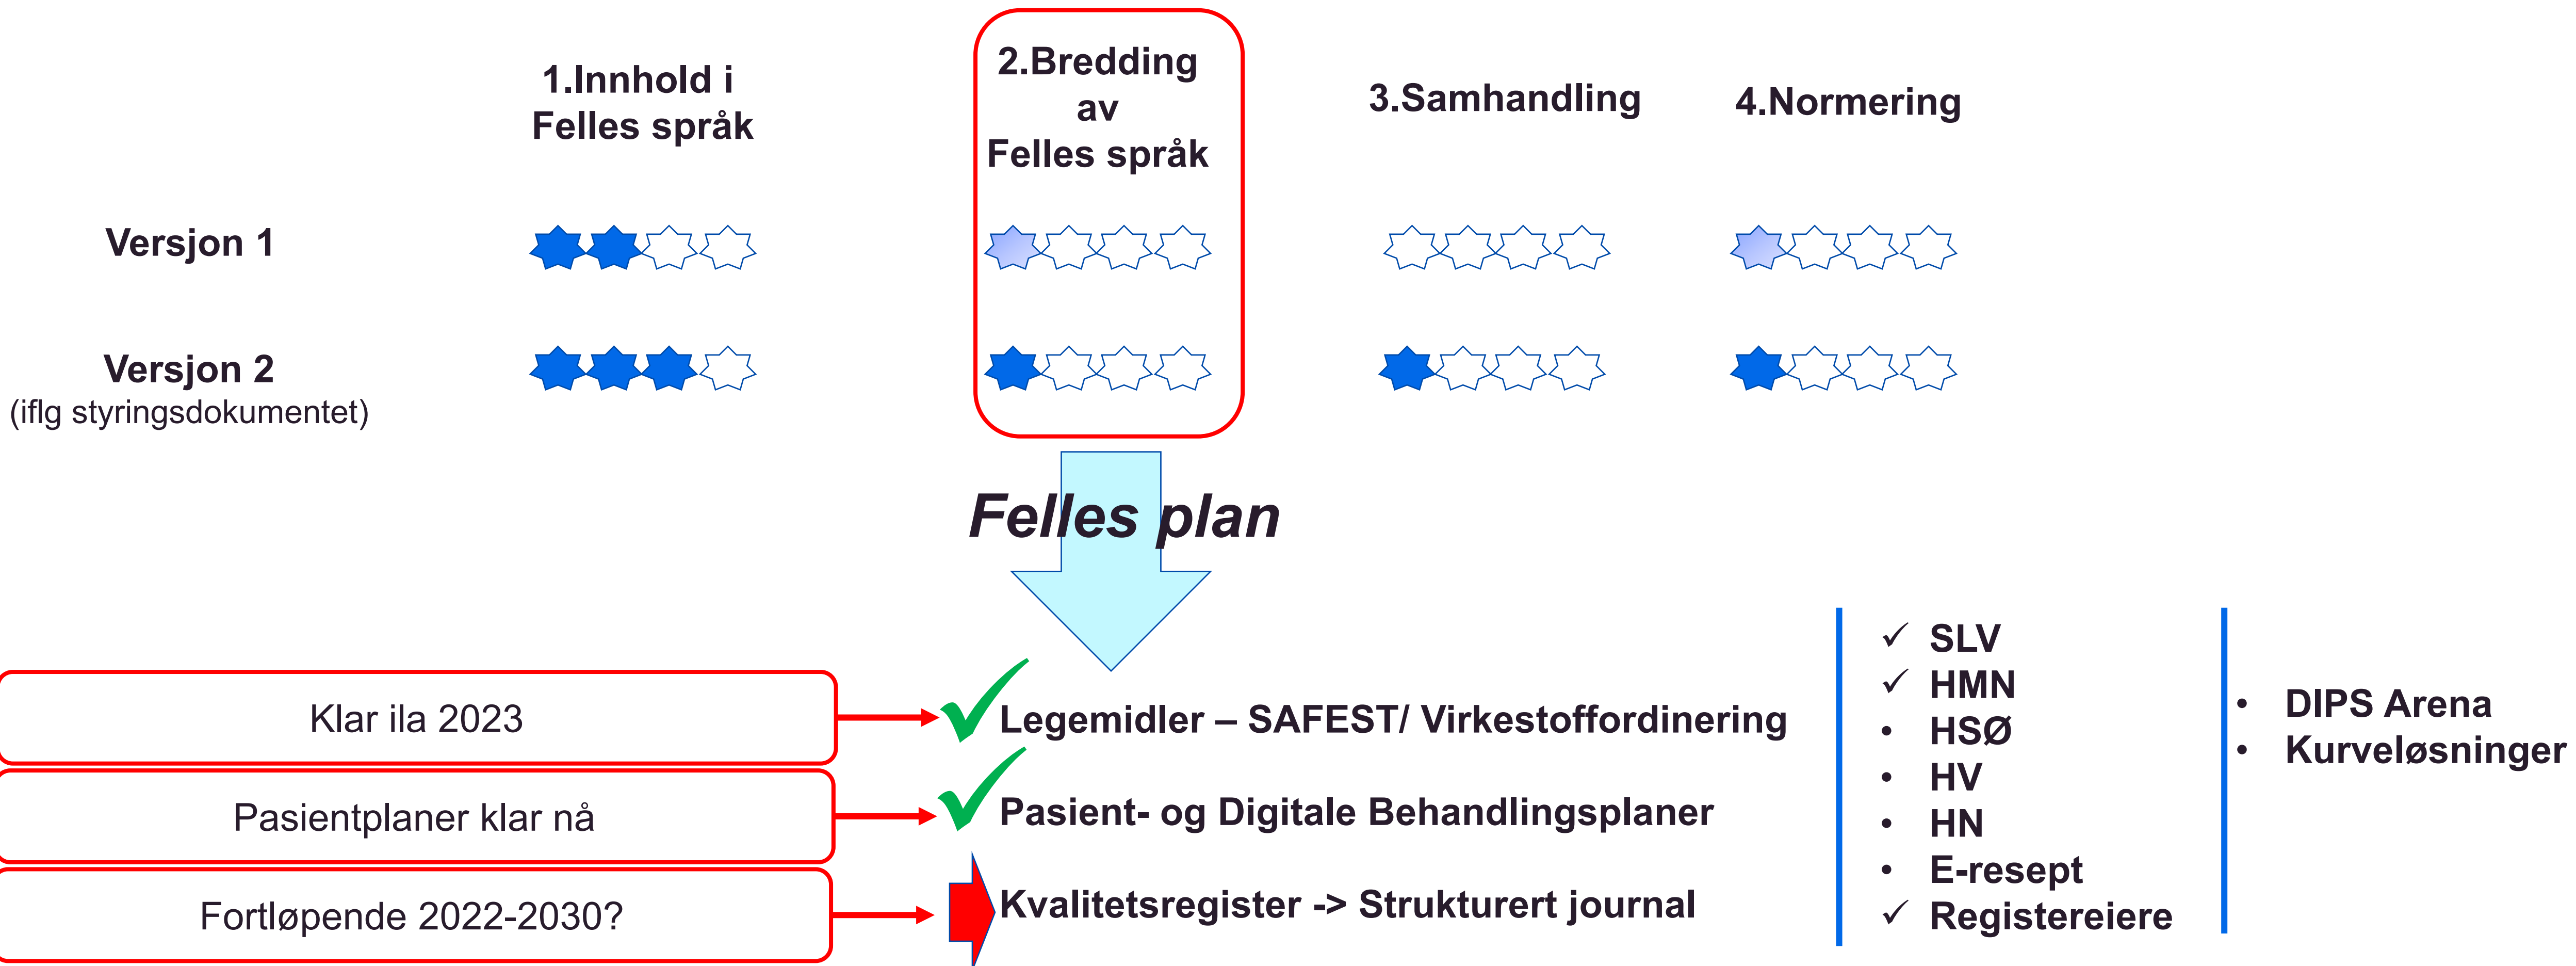 1.Innhold i
Felles språk
2.Bredding
av
Felles språk
3.Samhandling
4.Normering
Versjon 1
Versjon 2
(iflg styringsdokumentet)
Felles plan
Klar ila 2023
Legemidler – SAFEST/ Virkestoffordinering
Pasientplaner klar nå
Pasient- og Digitale Behandlingsplaner
Fortløpende 2022-2030?
Kvalitetsregister -> Strukturert journal
✓ SLV
✓ HMN
• HSØ
• HV
• HN
• E-resept
✓ Registereiere
• DIPS Arena
• Kurveløsninger